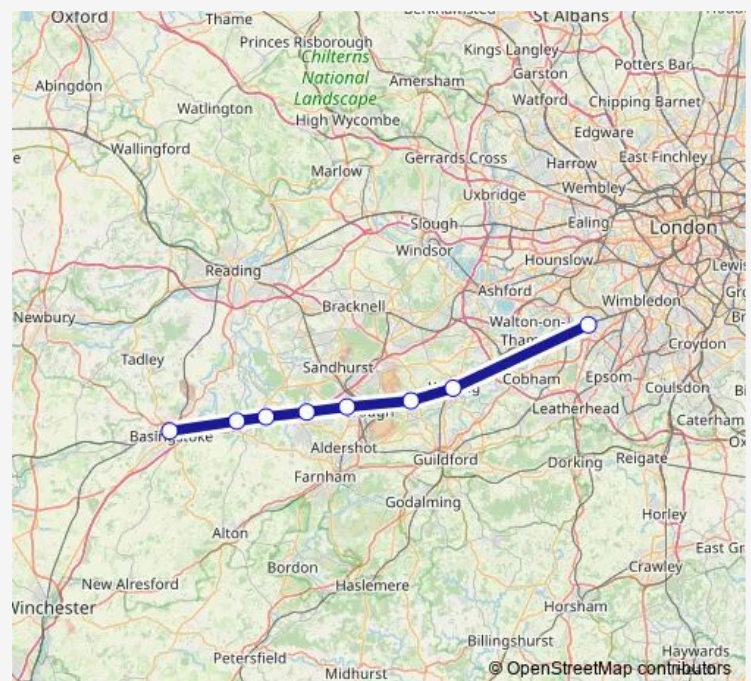 Oxford
Thame
St Albans
Princes Risborough
Kings Langley
Chilterns
National
Landscape
Garston
Potters Bar
Abingdon
Amersham
Watford
Chipping Barnet
Watlington
High Wycombe
Edgware
Wallingford
Gerrards Cross
Harrow
East Finchley
Marlow
Uxbridge
Wembley
Slough
Ealing
London
Windsor
Hounslow
Reading
Ashford
Wimbledon
Bracknell
Newbury
Walton-on-
Croydon
Tadley
Sandhurst
Cobham
Epsom
Coulsdon
Leatherhead
Caterham
Basingstoke
Aldershot
Guildford
Dorking
Reigate
Farnham
Godalming
Horley
Alton
Crawley
Bordon
New Alresford
Haslemere
Winchester
Horsham
Billingshurst
Petersfield
Haywards
Midhurst
© OpenStreetMap contributors